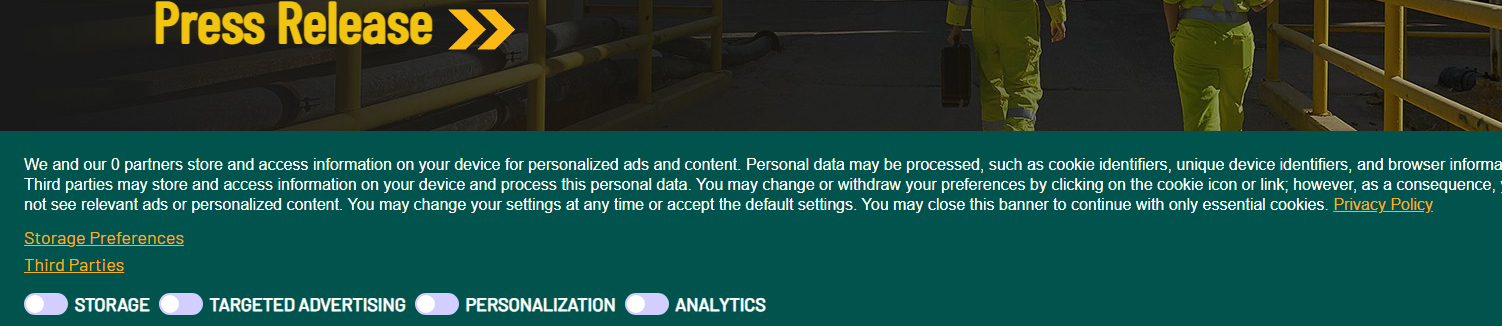 Press Release
We and our 0 partners store and access information on your device for personalized ads and content. Personal data may be processed, such as cookie identifiers, unique device identifiers, and browser
Third parties may store and access information on your device and process this personal data. You may change or withdraw your preferences by clicking on the cookie icon or link; however, as a consequence,
not see relevant ads or personalized content. You may change your settings at any time or accept the default settings. You may close this banner to continue with only essential cookies. Privacy Policy
Storage Preferences
Third Parties
STORAGE TARGETED ADVERTISING PERSONALIZATION ANALYTICS